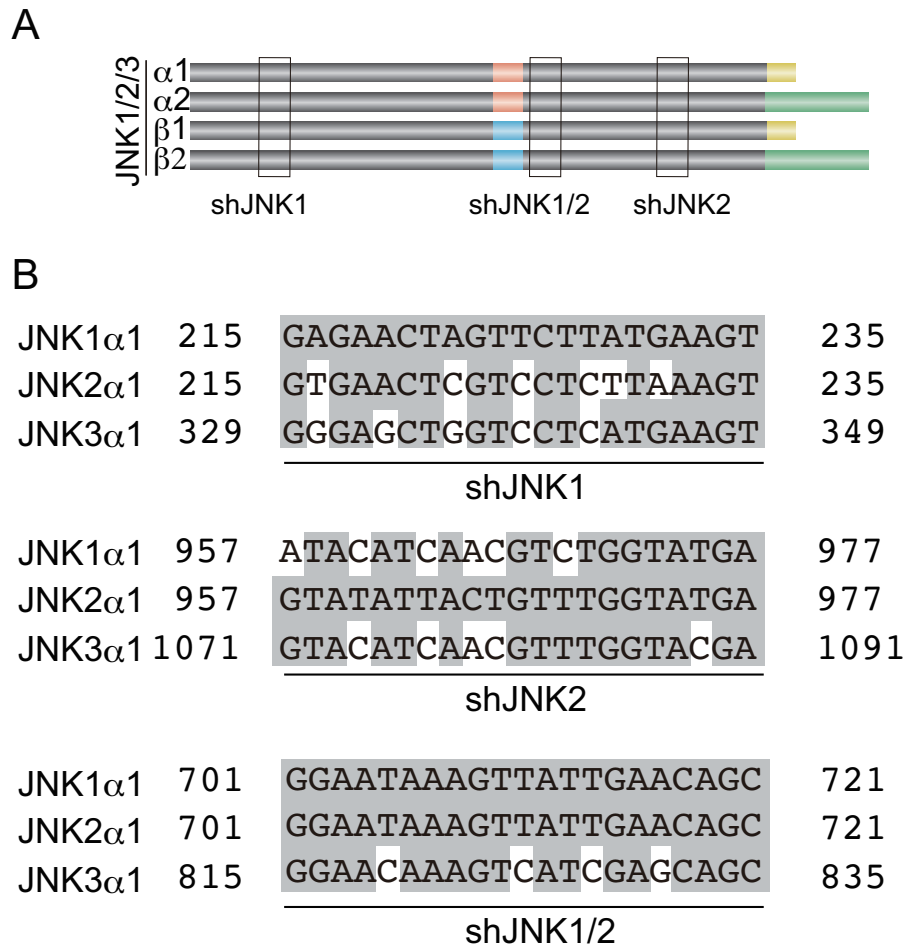 A
JNK1/2/3
α1
α2
β1
β2
shJNK1 shJNK1/2 shJNK2
B
JNK1α1 215 GAGAACTAGTTCTTATGAAGT 235
JNK2α1 215 GTGAACTCGTCCTCTTAAAGT 235
JNK3α1 329 GGGAGCTGGTCCTCATGAAGT 349
shJNK1
JNK1α1 957 ATACATCAACGTCTGGTATGA 977
JNK2α1 957 GTATATTACTGTTTGGTATGA 977
JNK3α1 1071 GTACATCAACGTTTGGTACGA 1091
shJNK2
JNK1α1 701 GGAATAAAGTTATTGAACAGC 721
JNK2α1 701 GGAATAAAGTTATTGAACAGC 721
JNK3α1 815 GGAACAAAGTCATCGAGCAGC 835
shJNK1/2